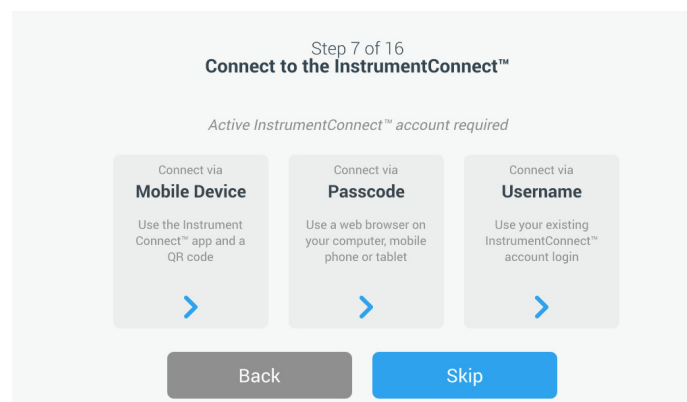 Step 7 of 16
Connect to the InstrumentConnect™
Active InstrumentConnect™ account required
Connect via
Mobile Device
Use the Instrument
Connect™ app and a
QR code
Connect via
Passcode
Use a web browser on
your computer, mobile
phone or tablet
Connect via
Username
Use your existing
InstrumentConnect™
account login
Back
Skip